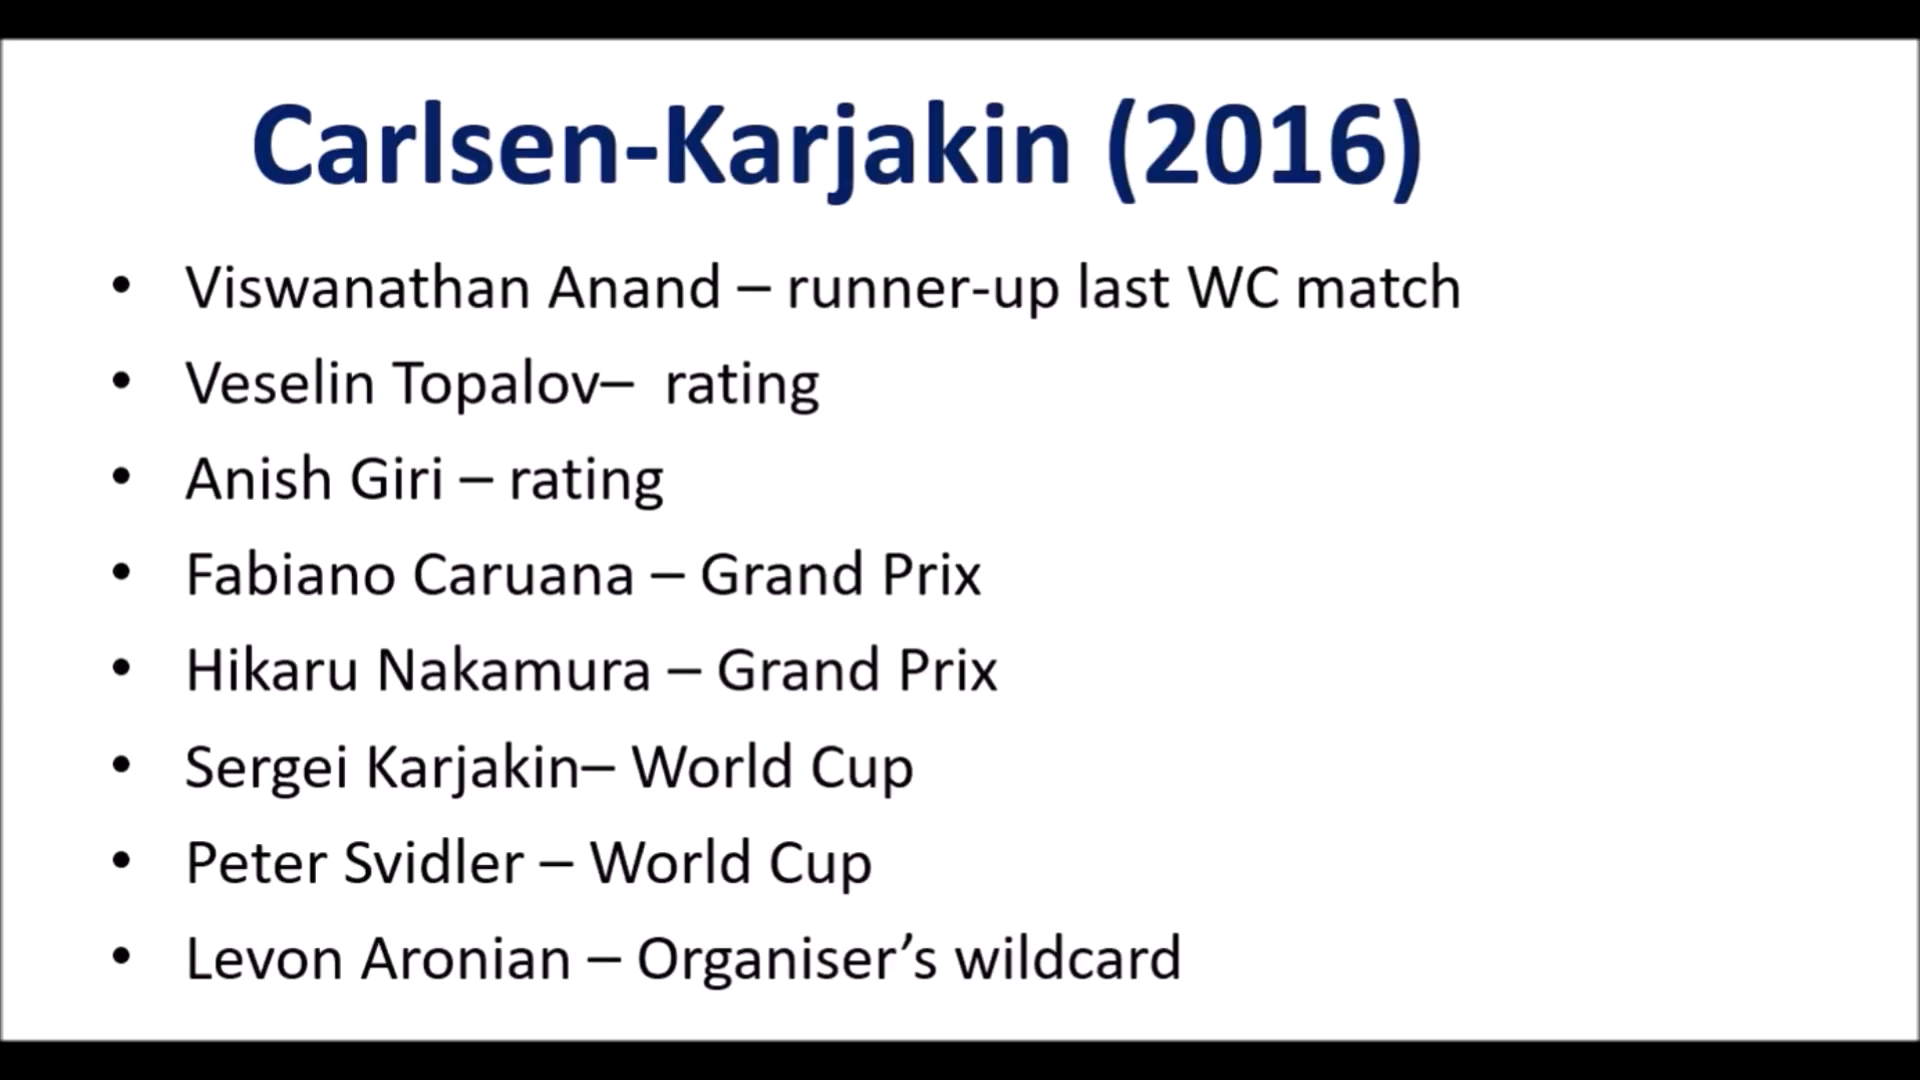 Carlsen-Karjakin (2016)
• Viswanathan Anand – runner-up last WC match
• Veselin Topalov–  rating
• Anish Giri – rating
• Fabiano Caruana – Grand Prix
• Hikaru Nakamura – Grand Prix
• Sergei Karjakin– World Cup
• Peter Svidler – World Cup
• Levon Aronian – Organiser’s wildcard